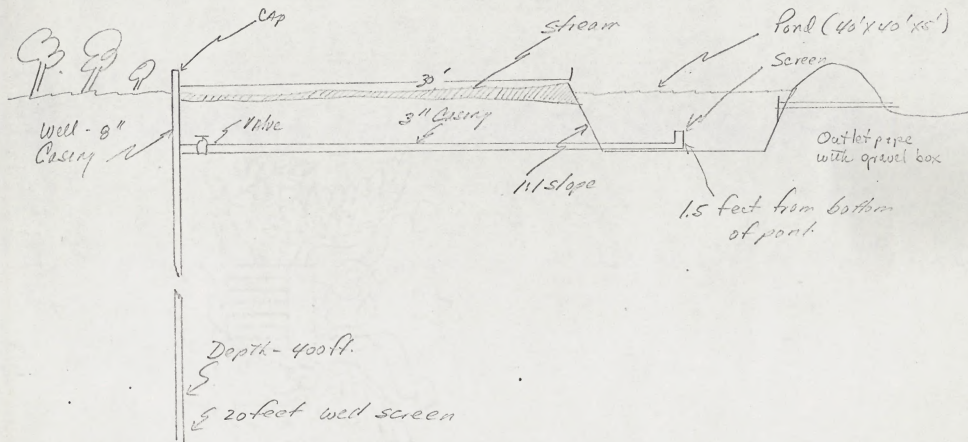 CAP
Stream
Pond (40'x40'x5')
Screen
30'
3" Casing
Valve
Well - 8"
Casing
Outlet pipe
with gravel box
1:1 slope
1.5 feet from bottom
of pond.
Depth - 400 ft.
20 feet well screen